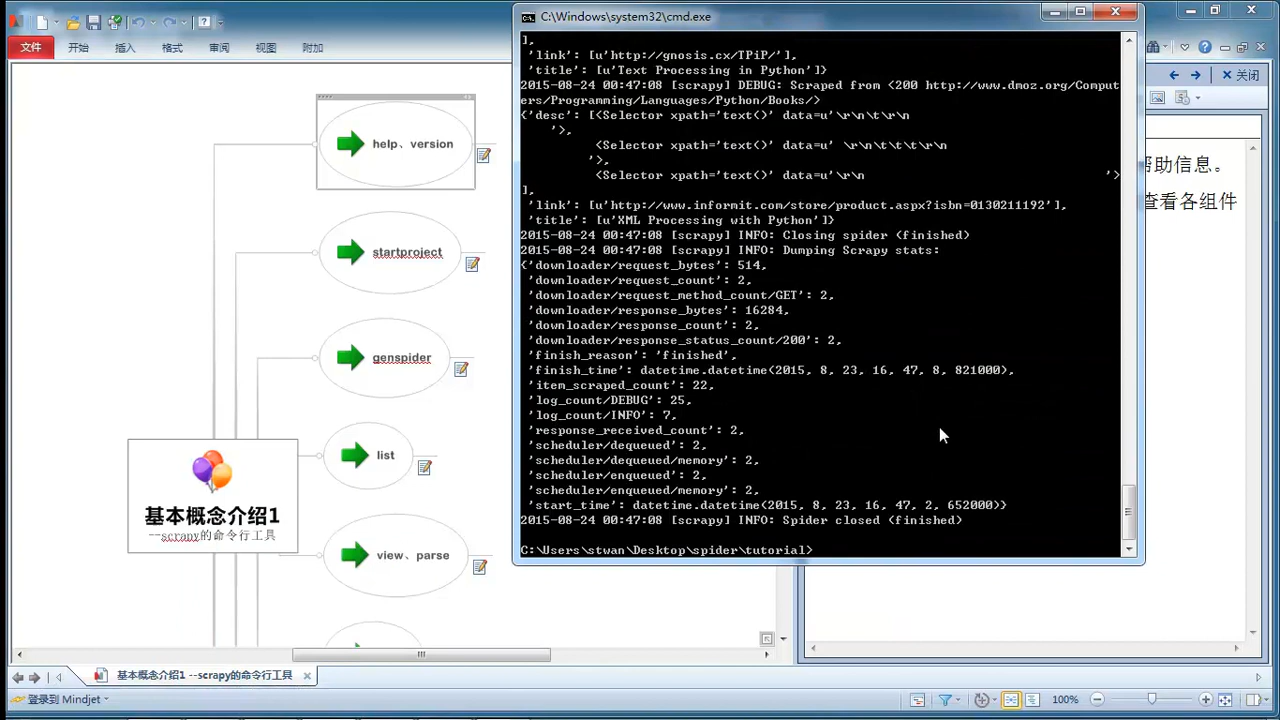 文件
开始
插入
格式
审阅
视图
附加
help、version
startproject
genspider
list
view、parse
基本概念介绍1
--scrapy的命令行工具
C:\Windows\system32\cmd.exe
],
'link': [u'http://gnosis.cx/TPiP/'],
'title': [u'Text Processing in Python']}
2015-08-24 00:47:08 [scrapy] DEBUG: Scraped from <200 http://www.dmoz.org/Comput
ers/Programming/Languages/Python/Books/>
{'desc': [<Selector xpath='text()' data=u'\r\n\t\r\n
'>,
<Selector xpath='text()' data=u' \r\n\t\t\t\r\n
'>,
<Selector xpath='text()' data=u'\r\n '>
],
'link': [u'http://www.informit.com/store/product.aspx?isbn=0130211192'],
'title': [u'XML Processing with Python']}
2015-08-24 00:47:08 [scrapy] INFO: Closing spider (finished)
2015-08-24 00:47:08 [scrapy] INFO: Dumping Scrapy stats:
{'downloader/request_bytes': 514,
'downloader/request_count': 2,
'downloader/request_method_count/GET': 2,
'downloader/response_bytes': 16284,
'downloader/response_count': 2,
'downloader/response_status_count/200': 2,
'finish_reason': 'finished',
'finish_time': datetime.datetime(2015, 8, 23, 16, 47, 8, 821000),
'item_scraped_count': 22,
'log_count/DEBUG': 25,
'log_count/INFO': 7,
'response_received_count': 2,
'scheduler/dequeued': 2,
'scheduler/dequeued/memory': 2,
'scheduler/enqueued': 2,
'scheduler/enqueued/memory': 2,
'start_time': datetime.datetime(2015, 8, 23, 16, 47, 2, 652000)}
2015-08-24 00:47:08 [scrapy] INFO: Spider closed (finished)
C:\Users\stwan\Desktop\spider\tutorial>
关闭
帮助信息。
查看各组件
基本概念介绍1 --scrapy的命令行工具
登录到 Mindjet
100%